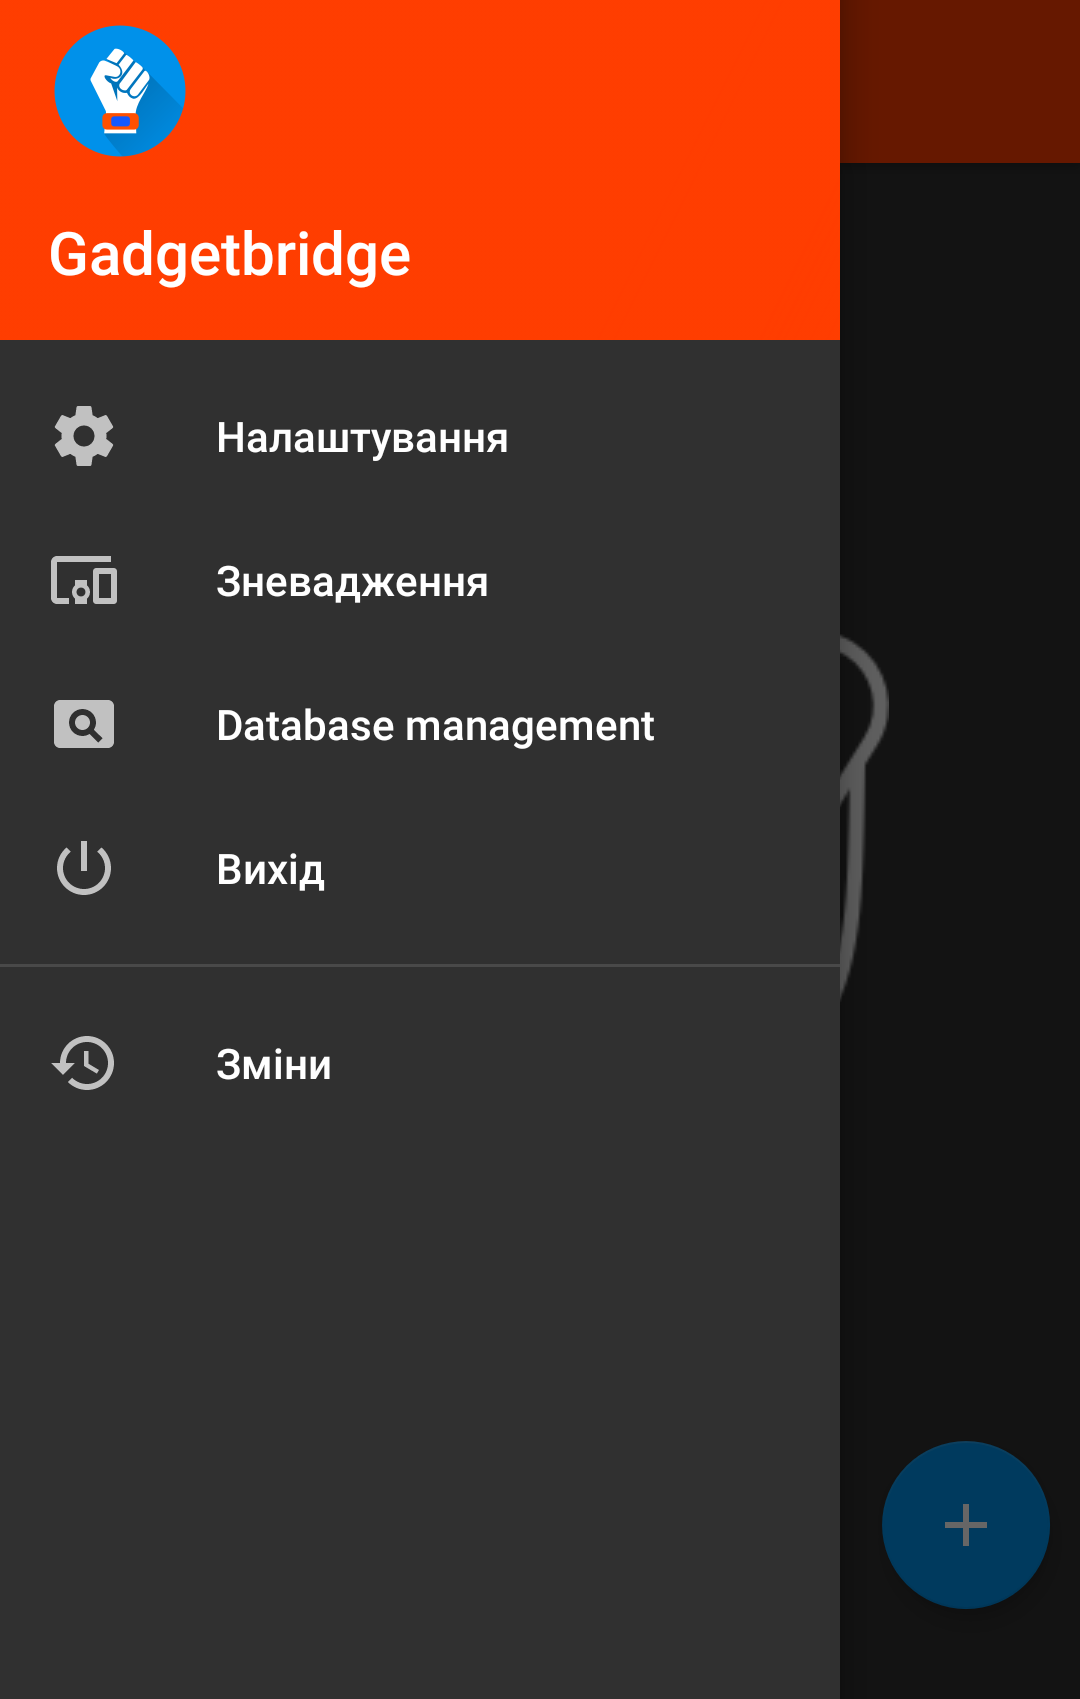 Gadgetbridge
Налаштування
Зневадження
Database management
Вихід
Зміни